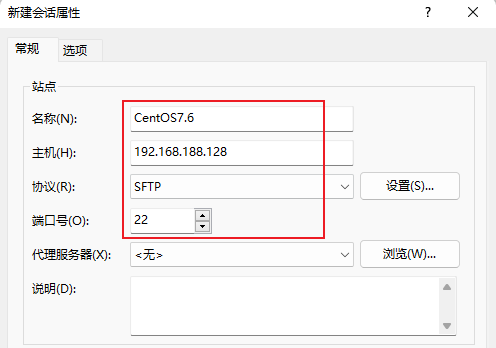 新建会话属性
常规 选项
站点
名称(N): CentOS7.6
主机(H): 192.168.188.128
协议(R): SFTP 设置(S)...
端口号(O): 22
代理服务器(X): <无> 浏览(W)...
说明(D):